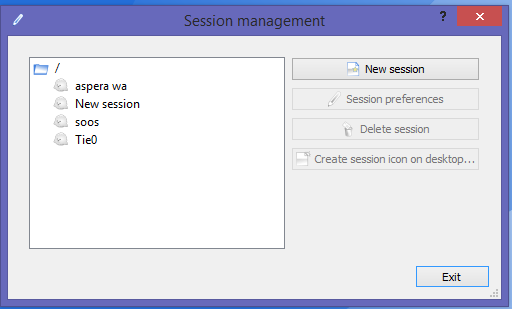 Session management
?
/
aspera wa
New session
soos
Tie0
New session
Session preferences
Delete session
Create session icon on desktop...
Exit